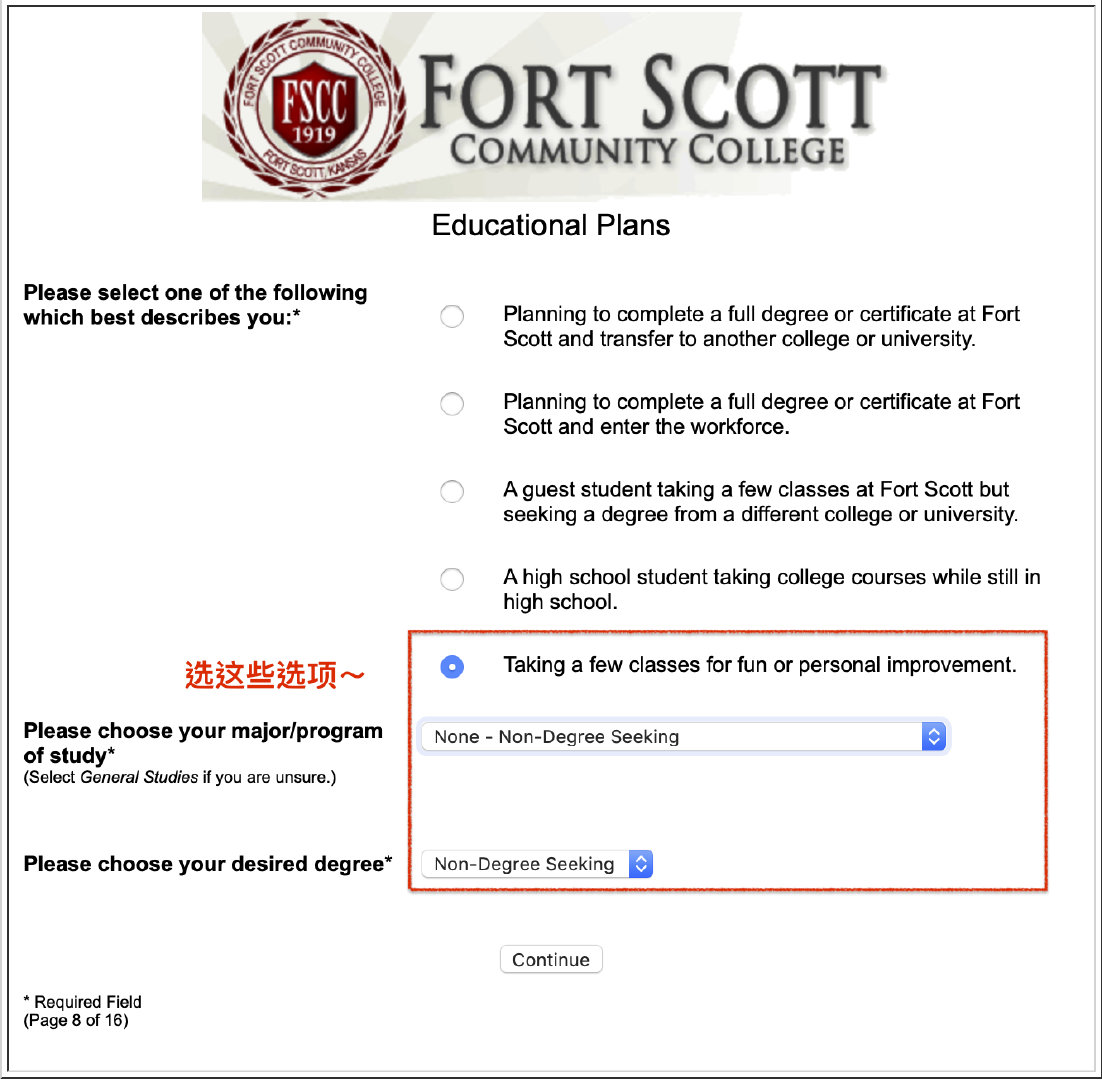 FORT SCOTT COMMUNITY COLLEGE
FSCC
1919
FORT SCOTT, KANSAS
FORT SCOTT
COMMUNITY COLLEGE
Educational Plans
Please select one of the following
which best describes you:*
Planning to complete a full degree or certificate at Fort
Scott and transfer to another college or university.
Planning to complete a full degree or certificate at Fort
Scott and enter the workforce.
A guest student taking a few classes at Fort Scott but
seeking a degree from a different college or university.
A high school student taking college courses while still in
high school.
选这些选项～
Taking a few classes for fun or personal improvement.
Please choose your major/program
of study*
(Select General Studies if you are unsure.)
None - Non-Degree Seeking
Please choose your desired degree*
Non-Degree Seeking
Continue
* Required Field
(Page 8 of 16)